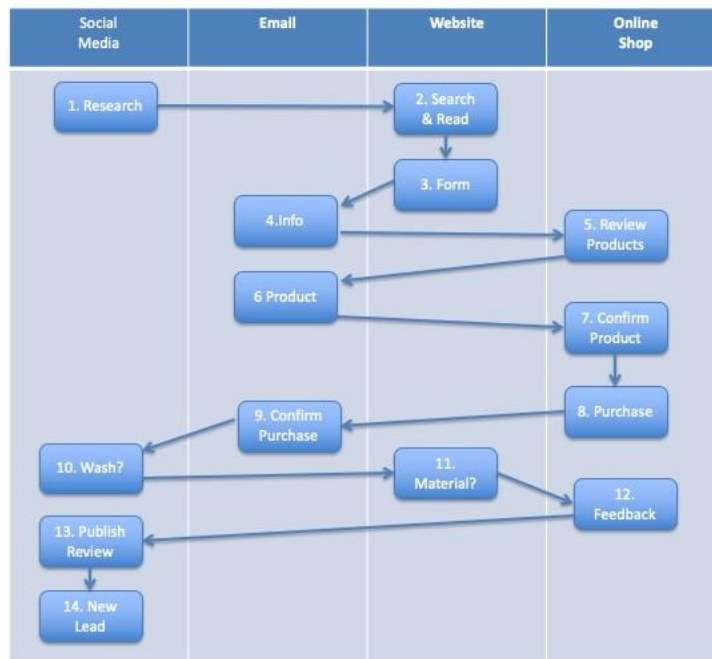 Social
Media
Email
Website
Online
Shop
1. Research
2. Search
& Read
3. Form
4.Info
5. Review
Products
6 Product
7. Confirm
Product
8. Purchase
9. Confirm
Purchase
10. Wash?
11.
Material?
12.
Feedback
13. Publish
Review
14. New
Lead